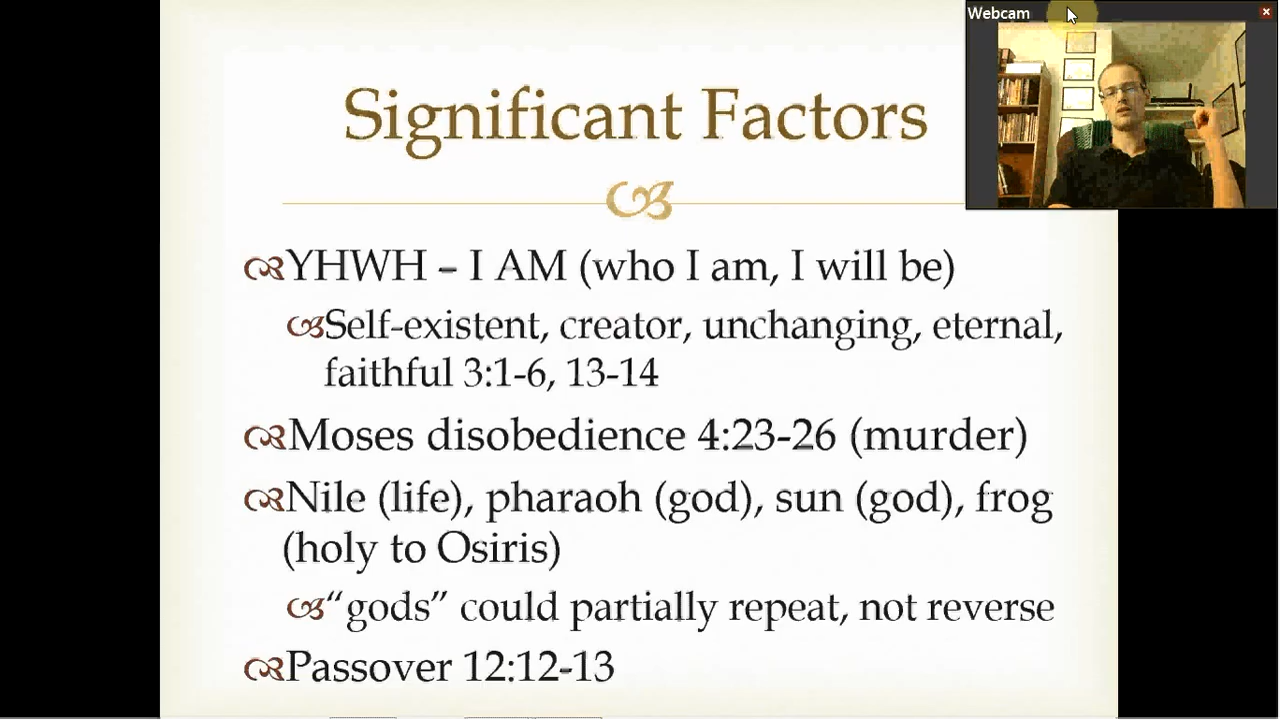 Webcam
Significant Factors
YHWH – I AM (who I am, I will be)
Self-existent, creator, unchanging, eternal,
faithful 3:1-6, 13-14
Moses disobedience 4:23-26 (murder)
Nile (life), pharaoh (god), sun (god), frog
(holy to Osiris)
“gods” could partially repeat, not reverse
Passover 12:12-13